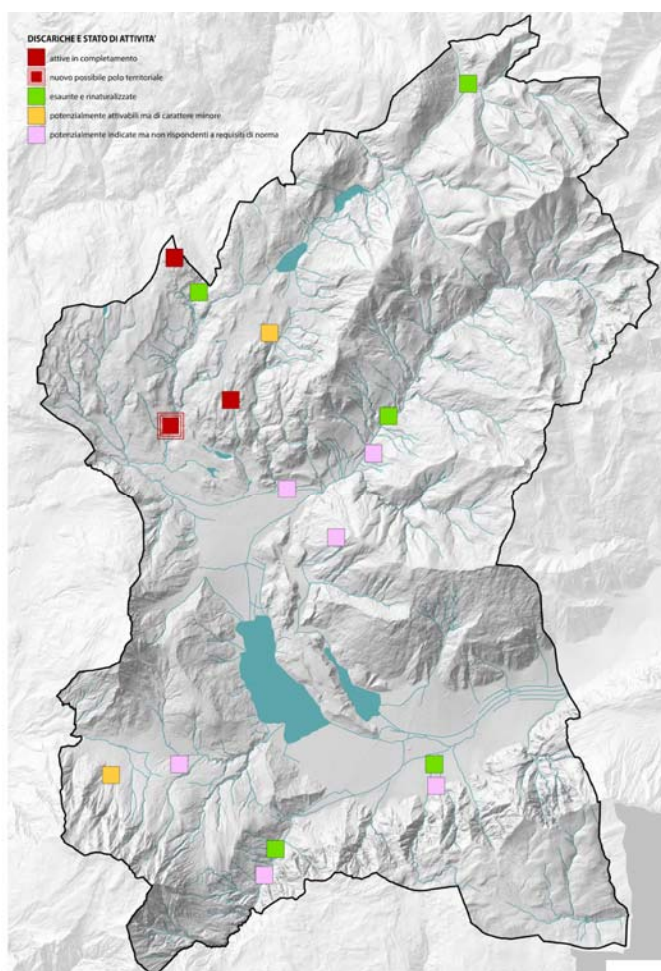 DISCARICHE E STATO DI ATTIVITA'
attive in completamento
nuovo possibile polo territoriale
esaurite e rinaturalizzate
potenzialmente attivabili ma di carattere minore
potenzialmente indicate ma non rispondenti a requisiti di norma